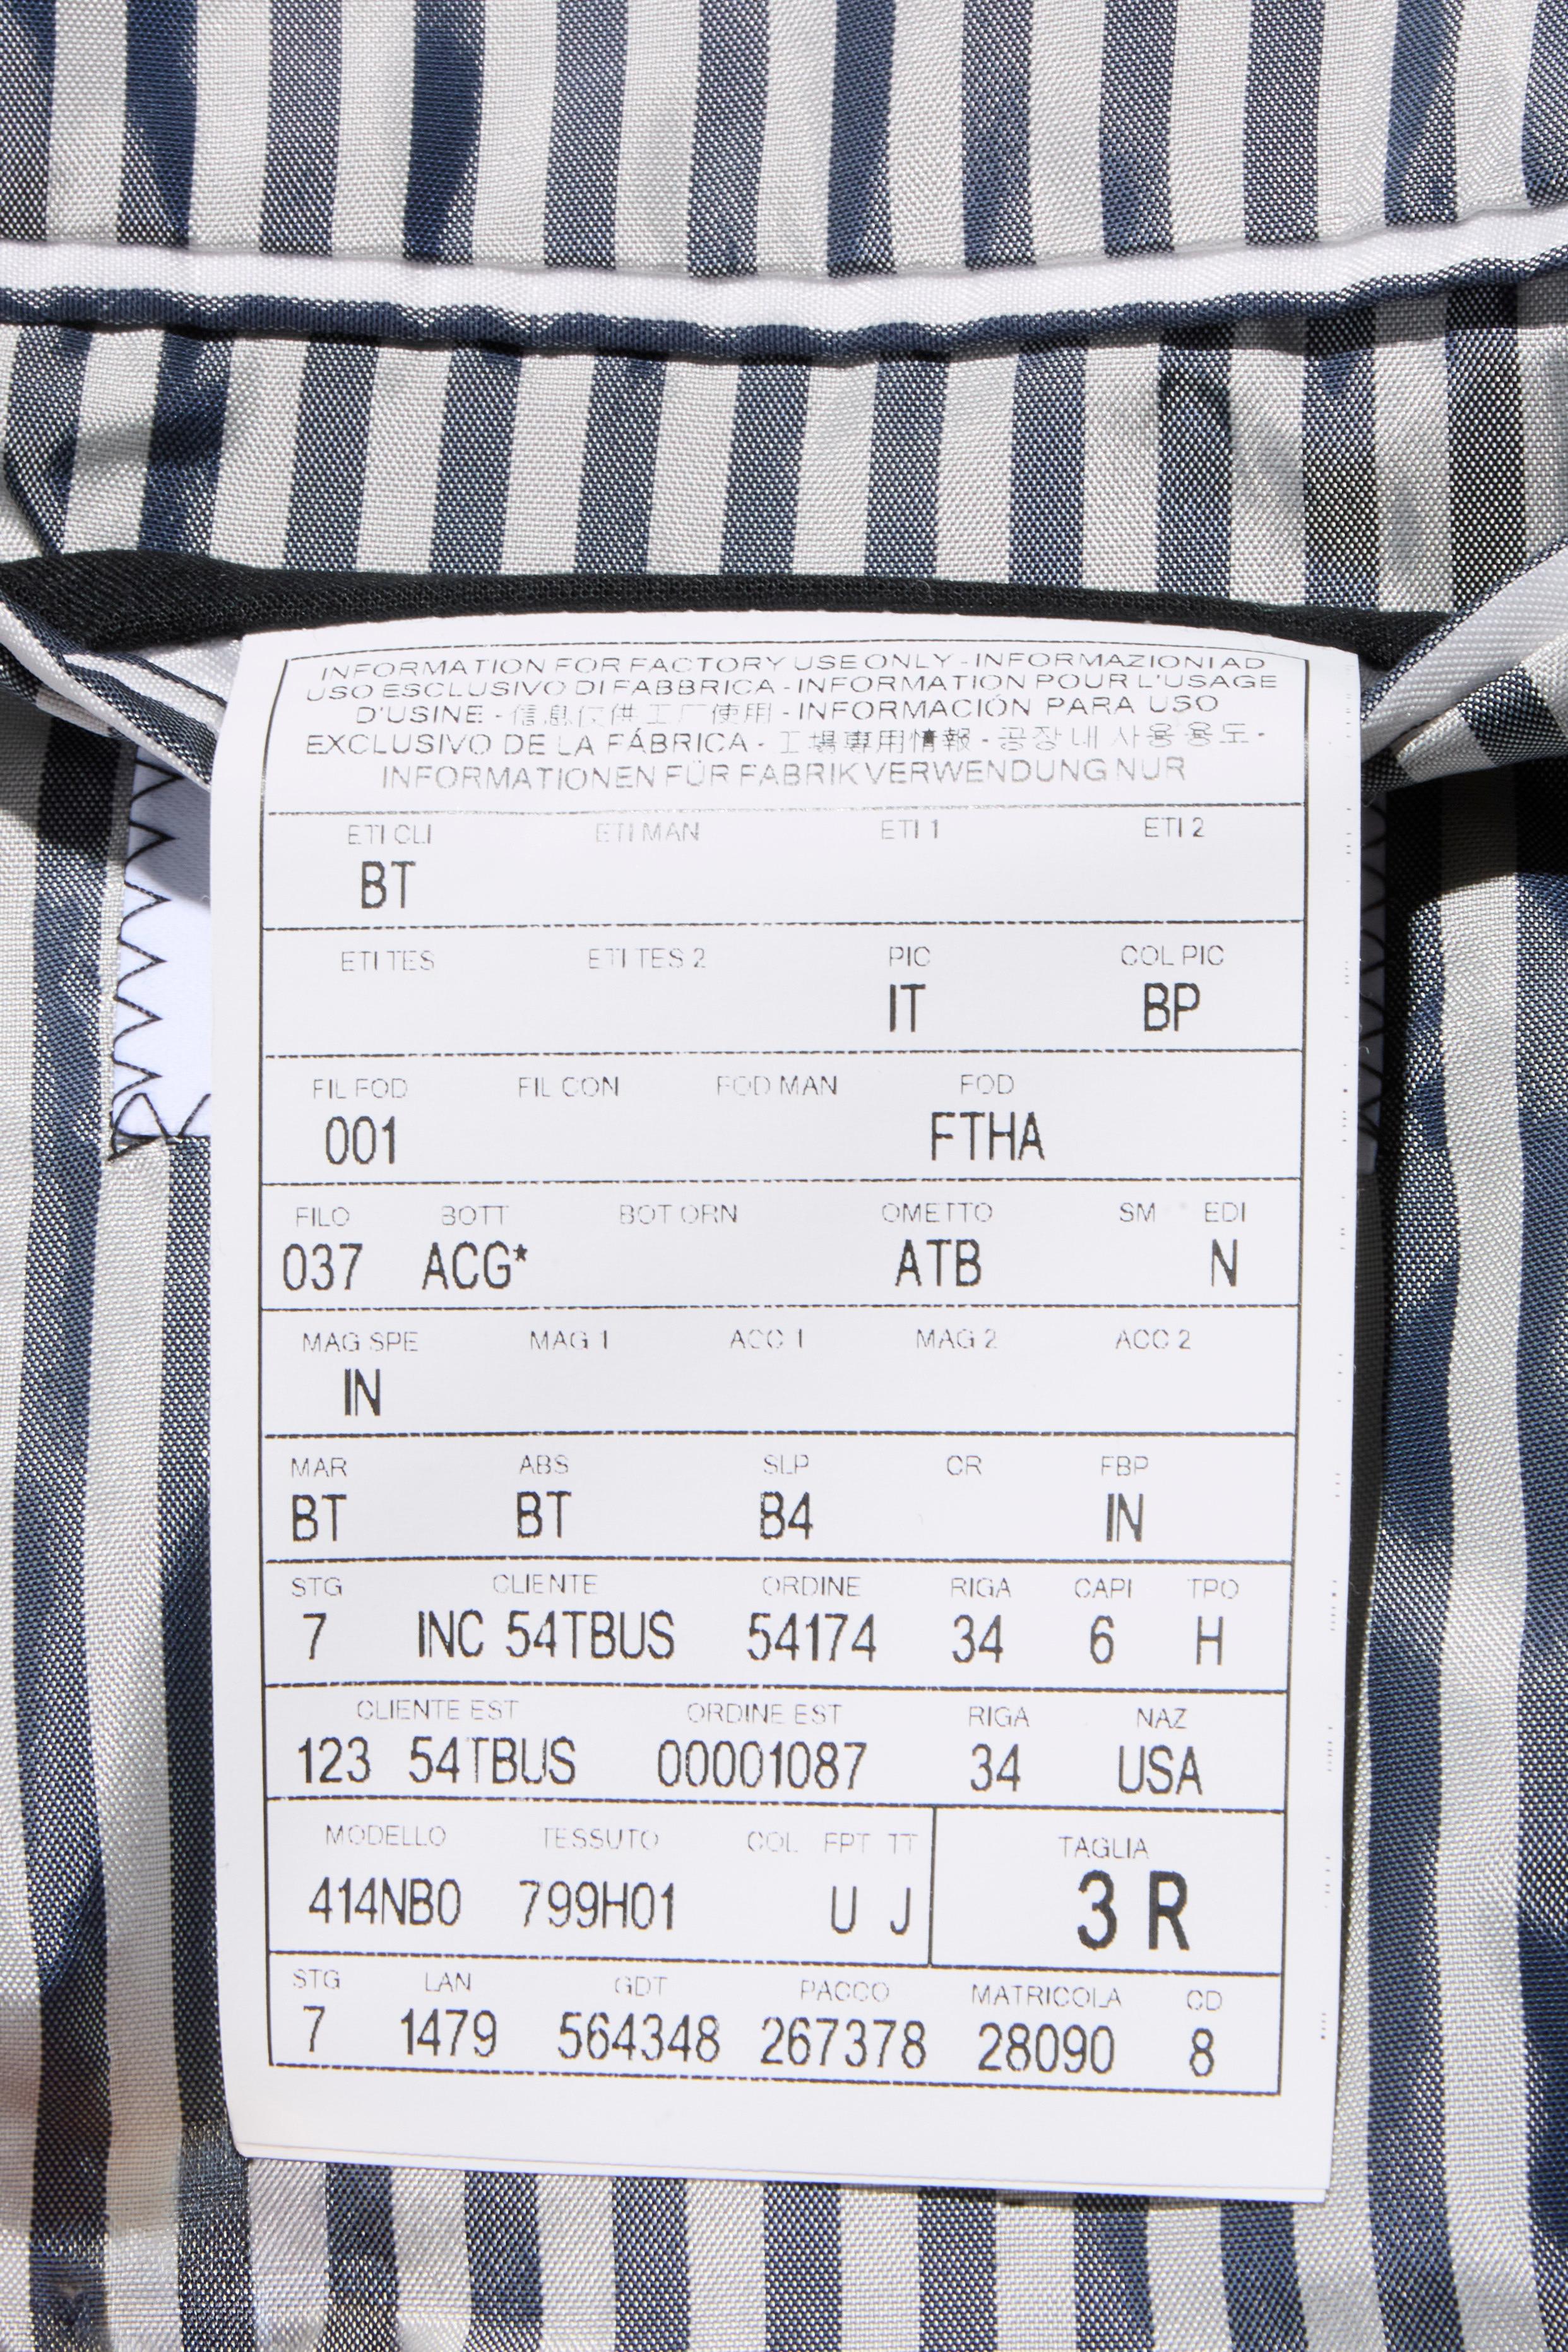 INFORMATION FOR FACTORY USE ONLY - INFORMAZIONI AD
USO ESCLUSIVO DI FABBRICA - INFORMATION POUR L'USAGE
D'USINE - 信息仅供工厂使用 - INFORMACIÓN PARA USO
EXCLUSIVO DE LA FÁBRICA - 工場専用情報 - 공장내 사용용도 -
INFORMATIONEN FÜR FABRIKVERWENDUNG NUR
ETI CLI ETI MAN ETI 1 ETI 2
BT
ETI TES ETI TES 2 PIC COL PIC
IT BP
FIL FOD FIL CON FOD MAN FOD
001 FTHA
FILO BOTT BOT ORN OMETTO SM EDI
037 ACG* ATB N
MAG SPE MAG 1 ACC 1 MAG 2 ACC 2
IN
MAR ABS SLP CR FBP
BT BT B4 IN
STG CLIENTE ORDINE RIGA CAPI TPO
7 INC 54TBUS 54174 34 6 H
CLIENTE EST ORDINE EST RIGA NAZ
123 54TBUS 00001087 34 USA
MODELLO TESSUTO COL FPT TT TAGLIA
414NB0 799H01 U J 3 R
STG LAN GDT PACCO MATRICOLA CD
7 1479 564348 267378 28090 8